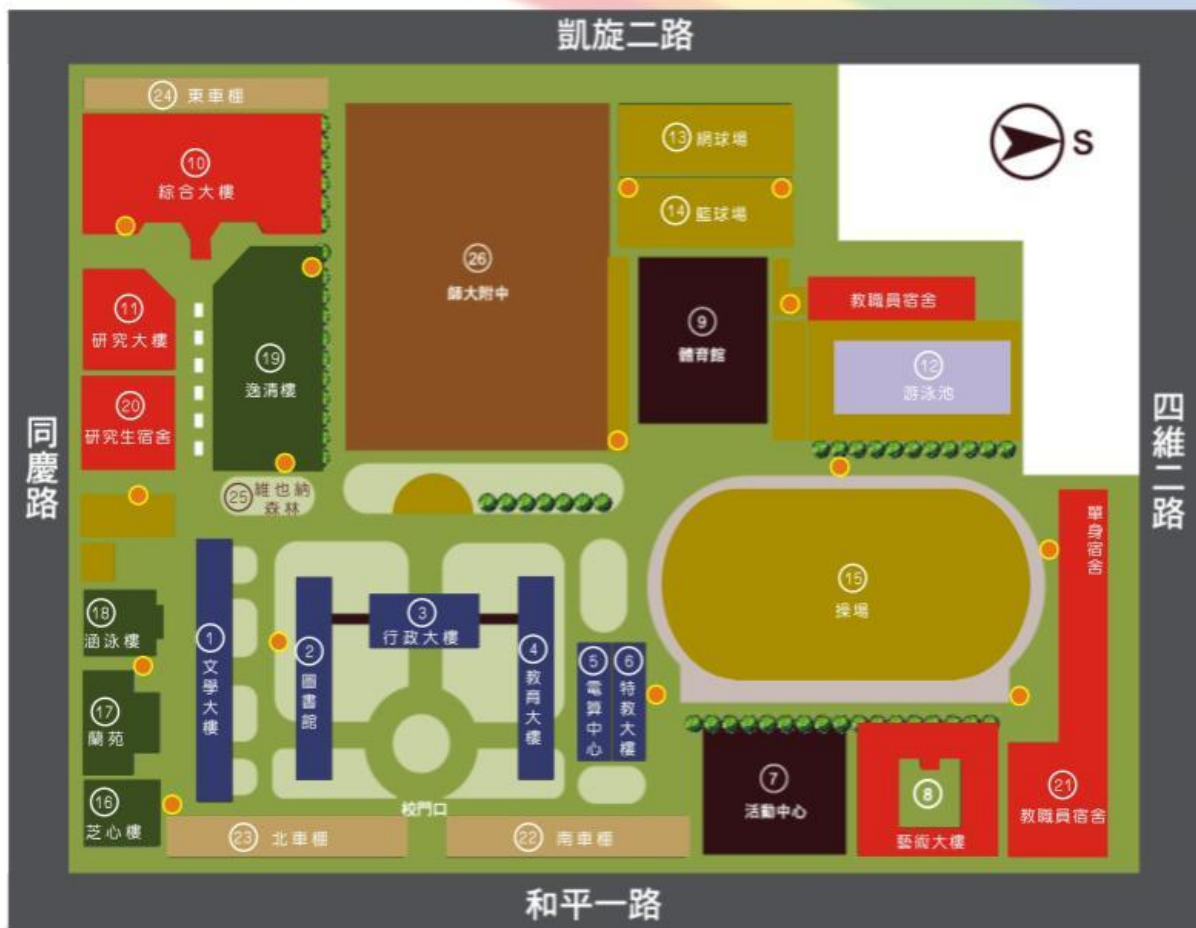 凱旋二路
24 東車棚
10
綜合大樓
13 網球場
14 籃球場
S
26
師大附中
11
研究大樓
19
逸清樓
9
體育館
教職員宿舍
12
游泳池
20
研究生宿舍
同慶路
四維二路
25 維也納
森林
單身宿舍
15
操場
18
涵泳樓
1 文學大樓
2 圖書館
3
行政大樓
4 教育大樓
5 電算中心
6 特教大樓
17
蘭苑
16
芝心樓
7
活動中心
8
藝術大樓
21
教職員宿舍
校門口
23 北車棚
22 南車棚
和平一路